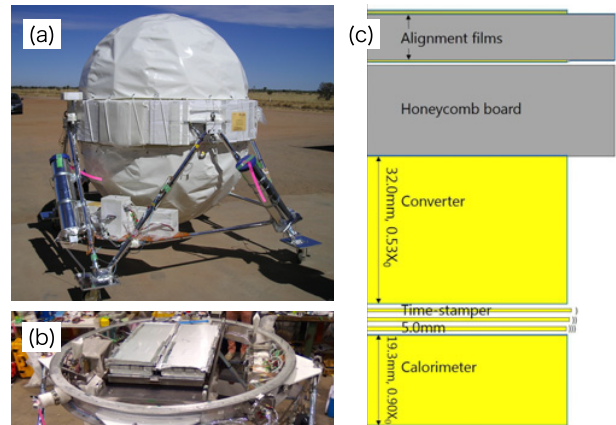 (a)
(b)
(c)
Alignment films
Honeycomb board
32.0mm, 0.53X₀
Converter
Time-stamper
5.0mm
19.3mm, 0.90X₀
Calorimeter